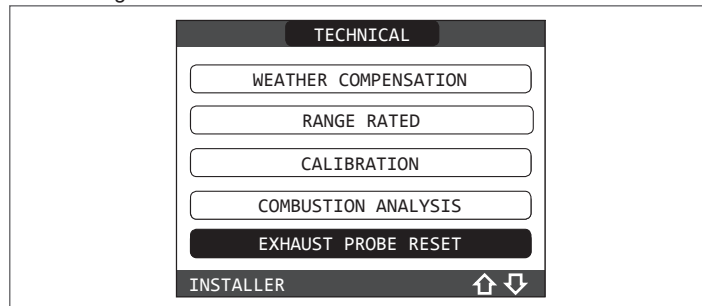 TECHNICAL
WEATHER COMPENSATION
RANGE RATED
CALIBRATION
COMBUSTION ANALYSIS
EXHAUST PROBE RESET
INSTALLER